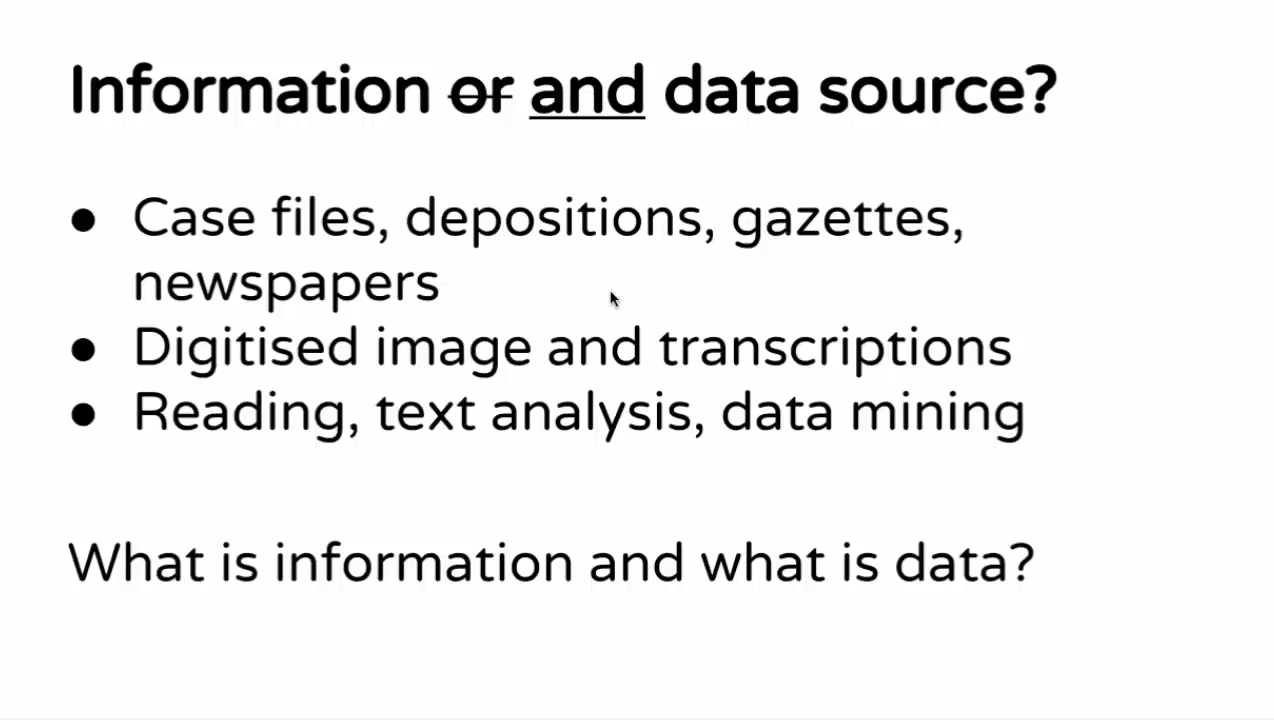 Information or and data source?
● Case files, depositions, gazettes,
newspapers
● Digitised image and transcriptions
● Reading, text analysis, data mining
What is information and what is data?